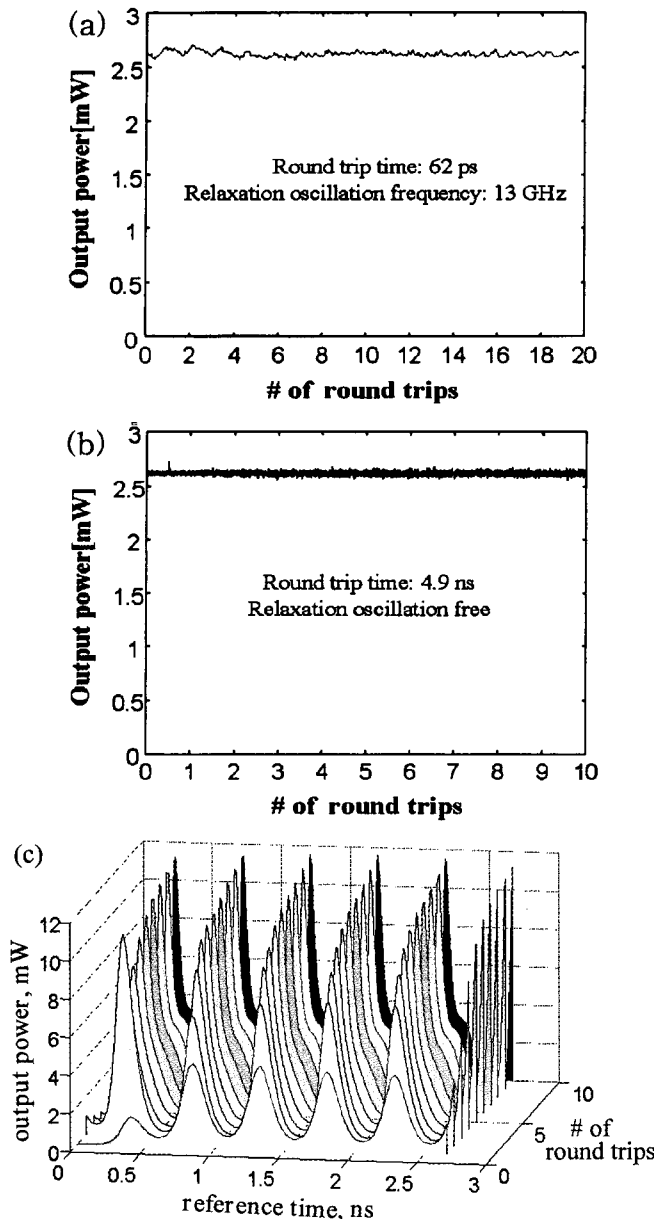 (a)
3
2.5
2
1.5
1
0.5
0
Output power[mW]
Round trip time: 62 ps
Relaxation oscillation frequency: 13 GHz
0 2 4 6 8 10 12 14 16 18 20
# of round trips
(b)
3
2.5
2
1.5
1
0.5
0
Output power[mW]
Round trip time: 4.9 ns
Relaxation oscillation free
0 1 2 3 4 5 6 7 8 9 10
# of round trips
(c)
12
10
8
6
4
2
0
output power, mW
0 0.5 1 1.5 2 2.5 3
reference time, ns
0
5
10
# of
round trips